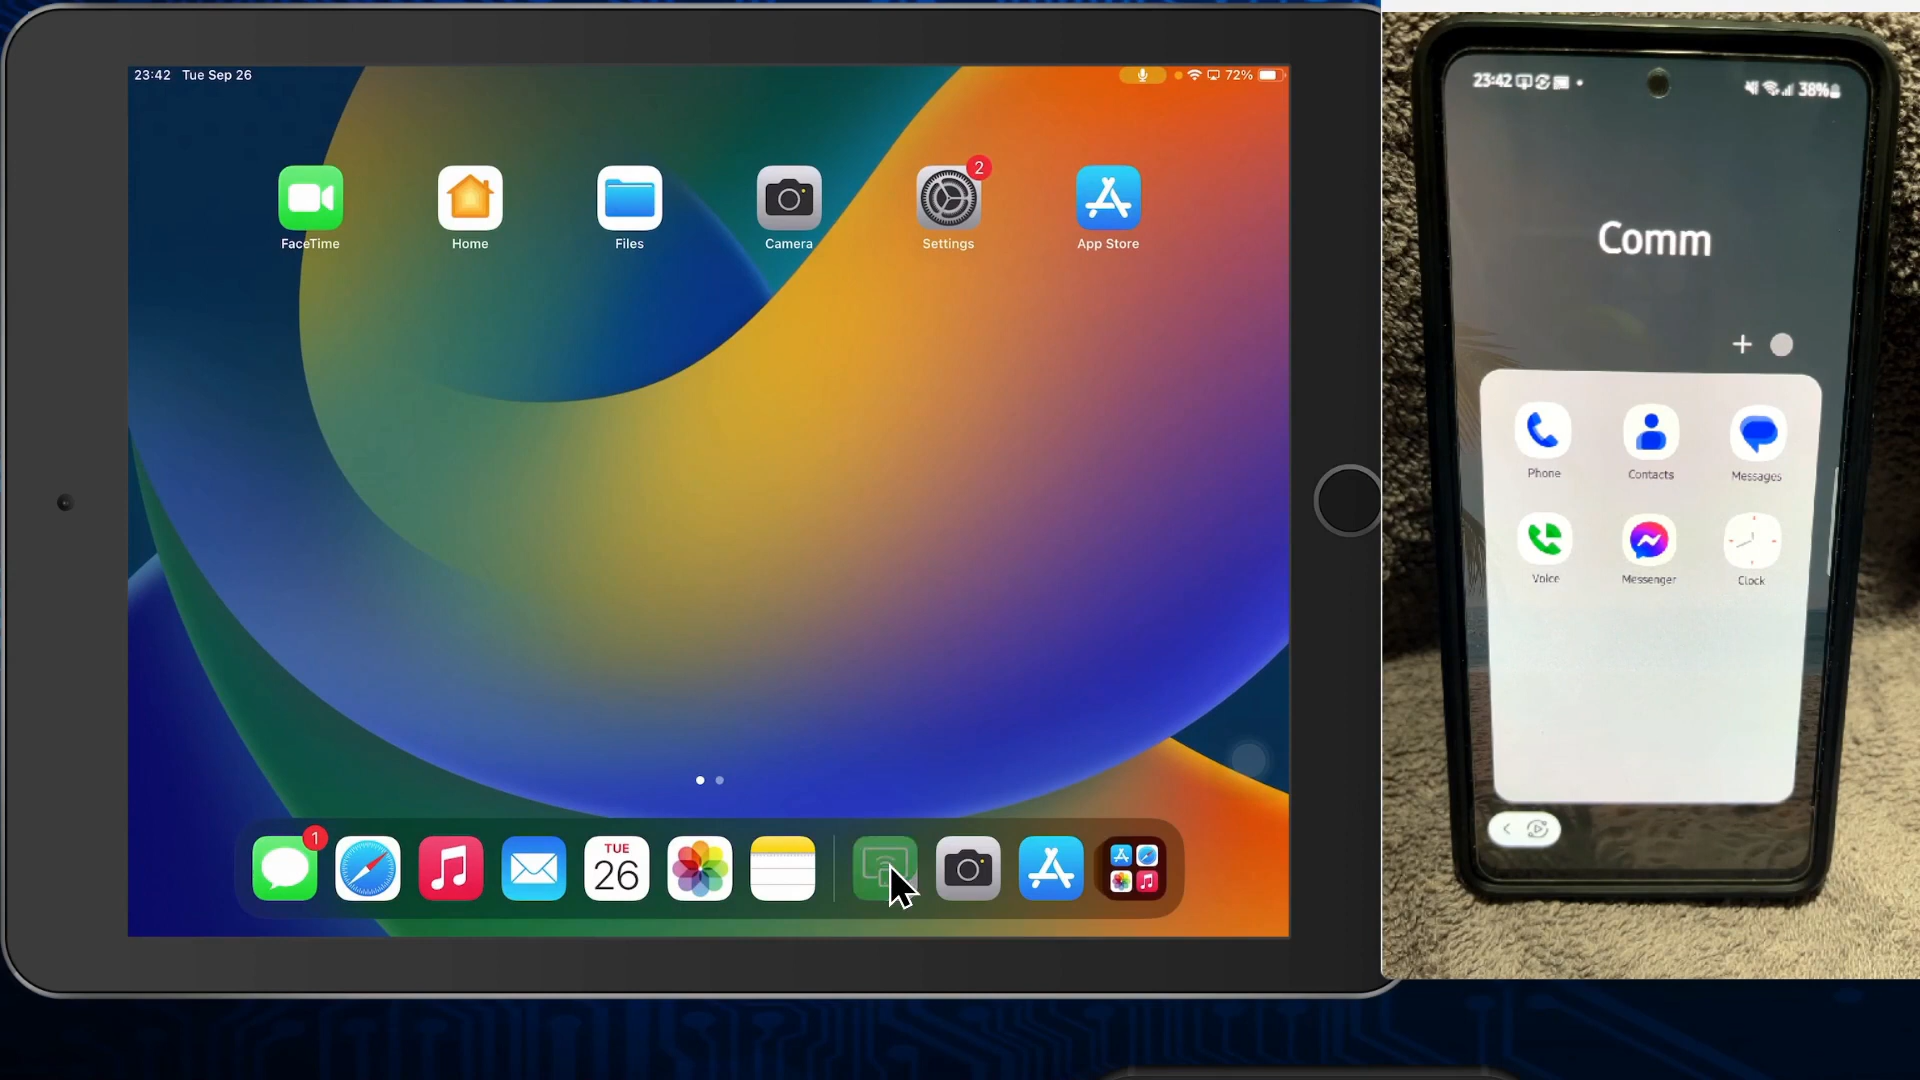 23:42 Tue Sep 26
72%
FaceTime
Home
Files
Camera
2
Settings
App Store
1
TUE
26
23:42
38%
Comm
+
Phone
Contacts
Messages
Voice
Messenger
Clock